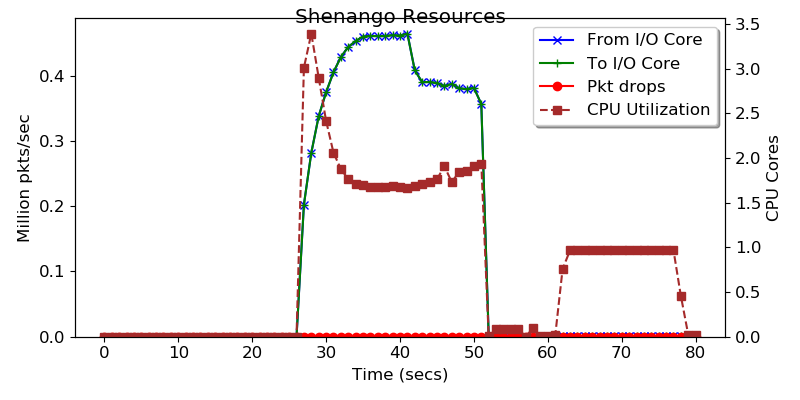 Shenango Resources
From I/O Core
To I/O Core
Pkt drops
CPU Utilization
Million pkts/sec
0.4
0.3
0.2
0.1
0.0
3.5
3.0
2.5
2.0
1.5
1.0
0.5
0.0
CPU Cores
0 10 20 30 40 50 60 70 80
Time (secs)